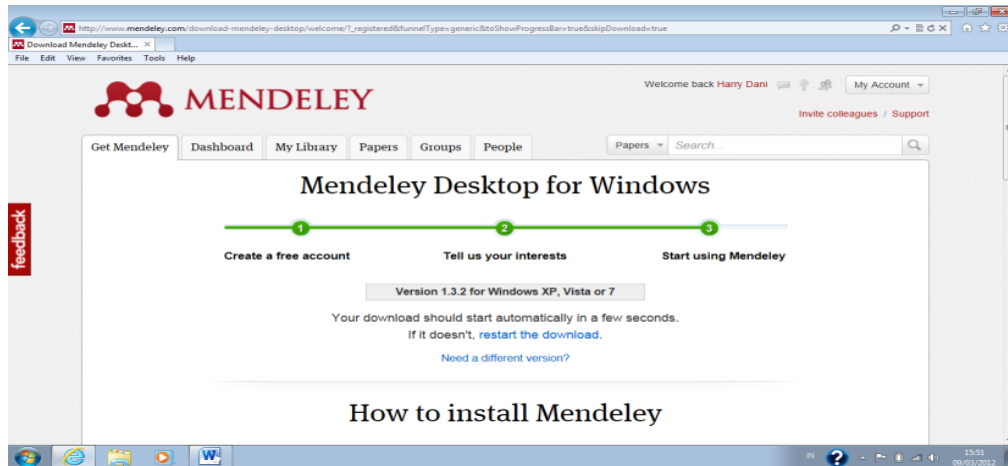 http://www.mendeley.com/download-mendeley-desktop/welcome/?_registered&funnelType=generic&toShowProgressBar=true&skipDownload=true
Download Mendeley Deskt...
File Edit View Favorites Tools Help
Welcome back Harry Dani My Account
MENDELEY
Invite colleagues / Support
Get Mendeley Dashboard My Library Papers Groups People Papers Search...
Mendeley Desktop for Windows
1 2 3
Create a free account Tell us your interests Start using Mendeley
feedback
Version 1.3.2 for Windows XP, Vista or 7
Your download should start automatically in a few seconds.
If it doesn't, restart the download.
Need a different version?
How to install Mendeley
IN 15:51
09/03/2012